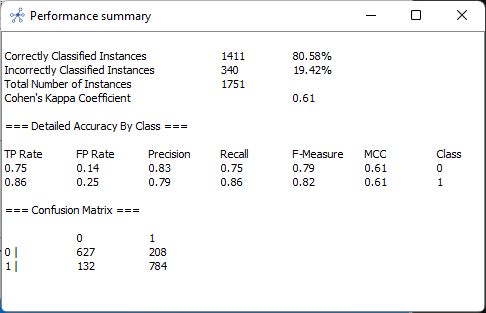 Performance summary
Correctly Classified Instances 1411 80.58%
Incorrectly Classified Instances 340 19.42%
Total Number of Instances 1751
Cohen's Kappa Coefficient 0.61
=== Detailed Accuracy By Class ===
TP Rate FP Rate Precision Recall F-Measure MCC Class
0.75 0.14 0.83 0.75 0.79 0.61 0
0.86 0.25 0.79 0.86 0.82 0.61 1
=== Confusion Matrix ===
0 1
0 | 627 208
1 | 132 784